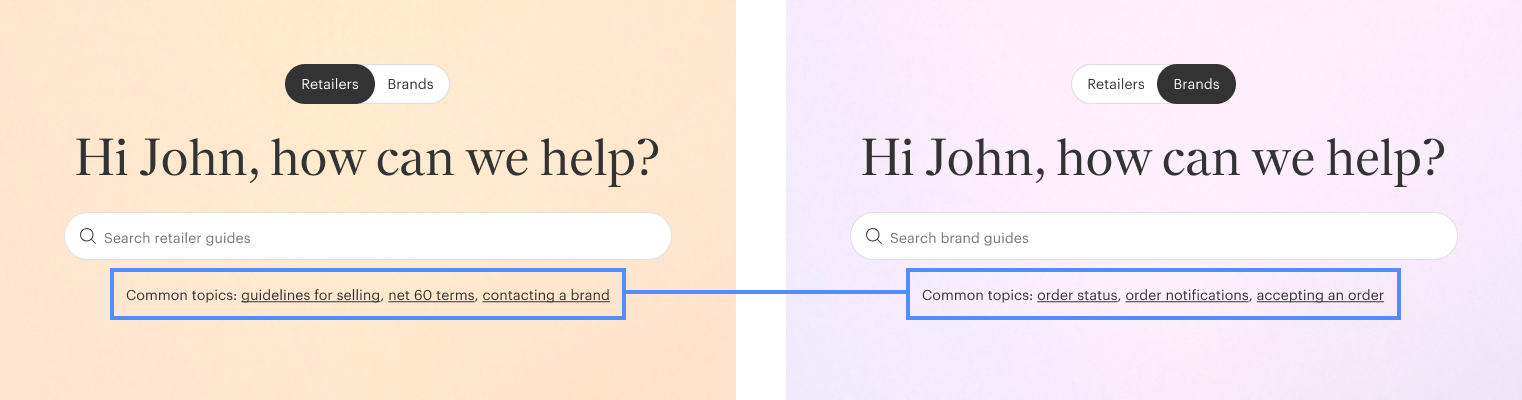 Retailers Brands
Hi John, how can we help?
Search retailer guides
Common topics: guidelines for selling, net 60 terms, contacting a brand
Retailers Brands
Hi John, how can we help?
Search brand guides
Common topics: order status, order notifications, accepting an order